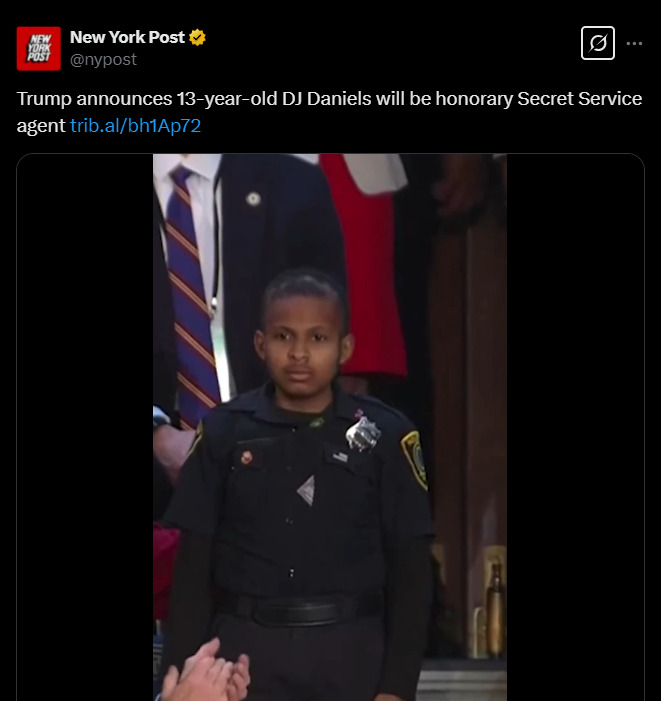 NEW
YORK
POST
New York Post
@nypost
Trump announces 13-year-old DJ Daniels will be honorary Secret Service
agent trib.al/bh1Ap72